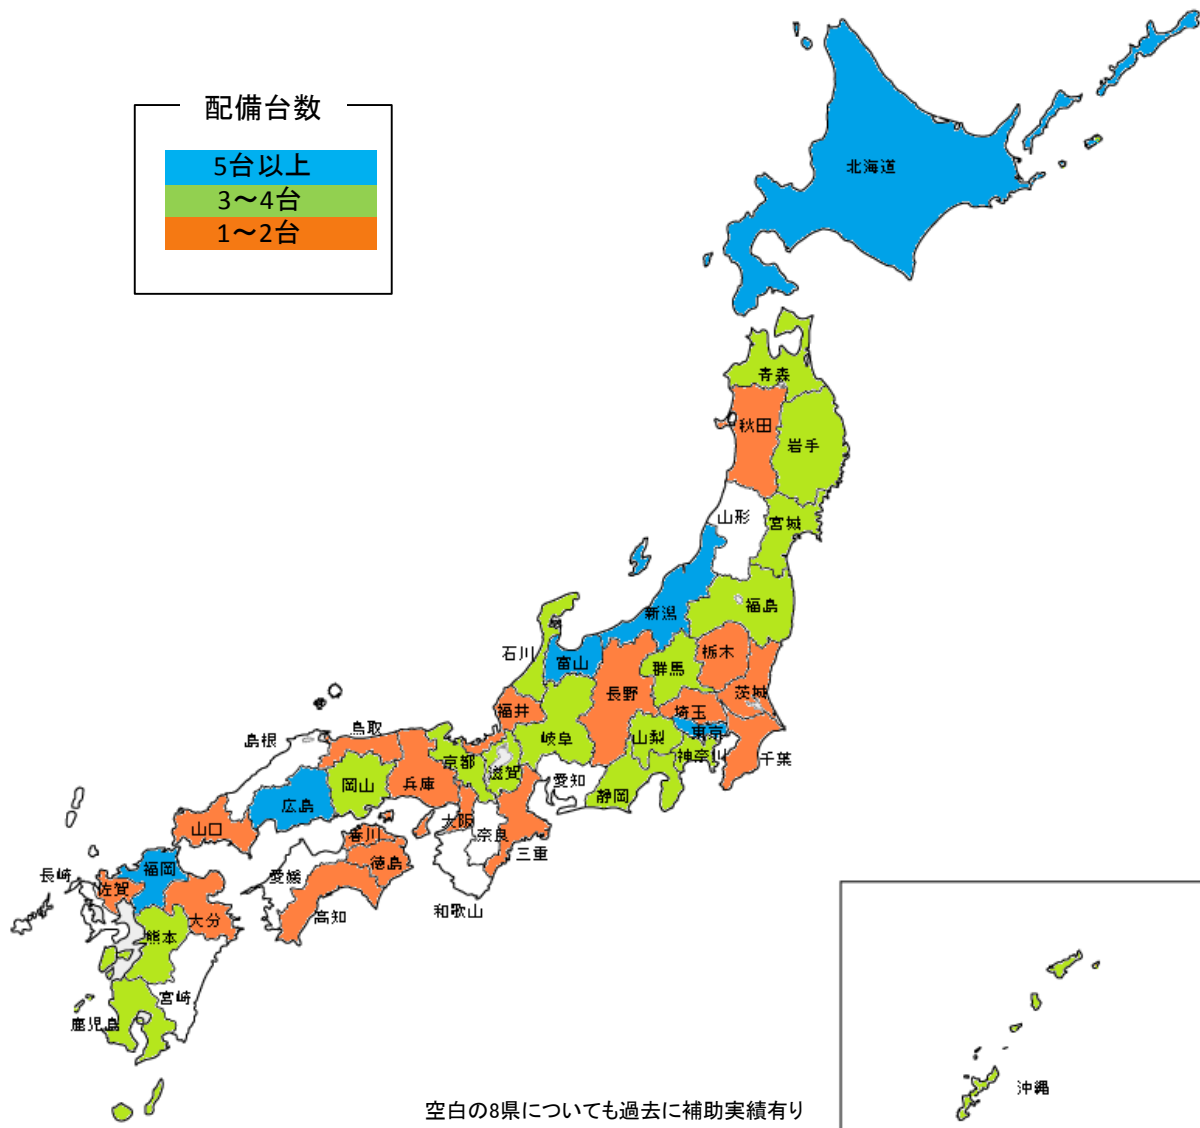 配備台数
5台以上
3～4台
1～2台
北海道
青森
秋田
岩手
山形
宮城
新潟
福島
石川
富山
群馬
栃木
長野
茨城
福井
埼玉
鳥取
東京
島根
岐阜
山梨
京都
神奈川
千葉
滋賀
愛知
岡山
兵庫
静岡
広島
大阪
山口
香川
奈良
三重
徳島
福岡
長崎
愛媛
佐賀
和歌山
高知
大分
熊本
宮崎
鹿児島
沖縄
空白の8県についても過去に補助実績有り